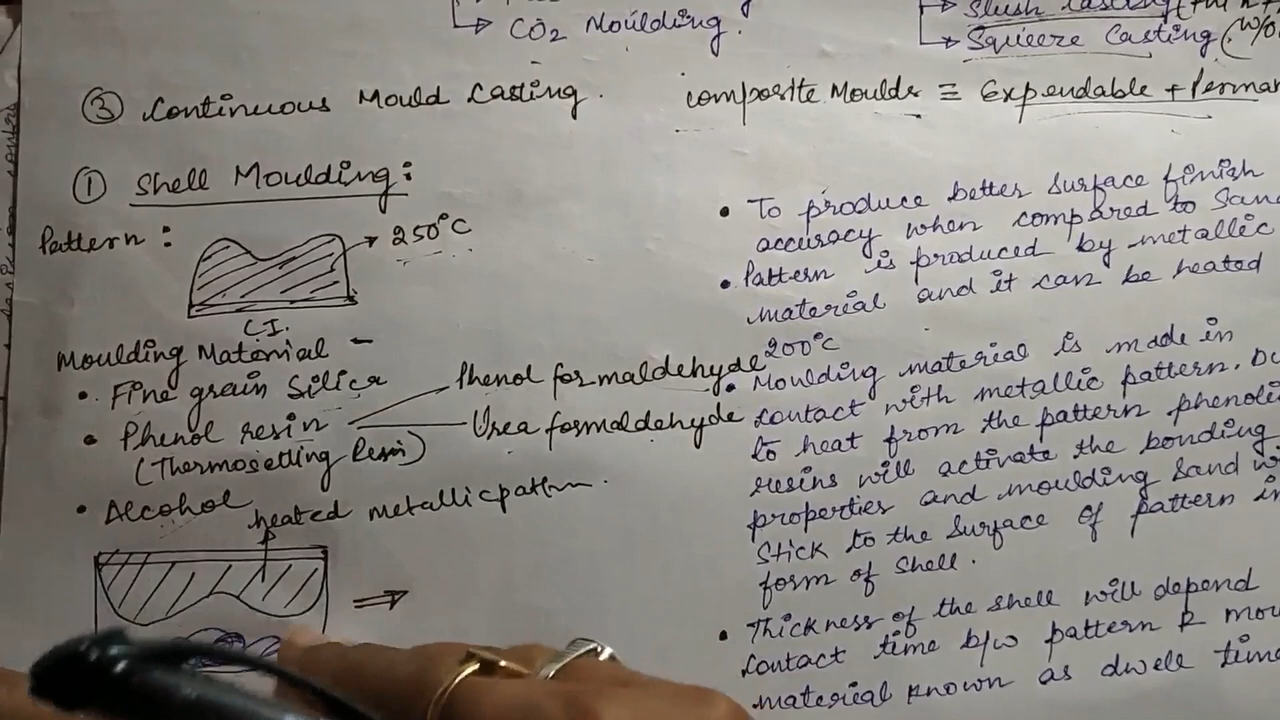 CO2 Moulding.
Slush Casting
Squeeze Casting (w/o
③ Continuous Mould Casting.
composite Moulds ≡ Expendable + Perman
① Shell Moulding:
Pattern:
250°C
C.I.
Moulding Material -
• Fine grain Silica
• Phenol resin
Phenol formaldehyde
Urea formaldehyde
(Thermosetting Resin)
• Alcohol
heated metallic pattern.
• To produce better surface finish
accuracy when compared to San
• Pattern is produced by metallic
material and it can be heated
200°C
• Moulding material is made in
contact with metallic pattern. Du
to heat from the pattern phenoli
resins will activate the bonding
properties and moulding sand wi
stick to the surface of pattern in
form of shell.
• Thickness of the shell will depend
contact time b/w pattern & mou
material known as dwell time